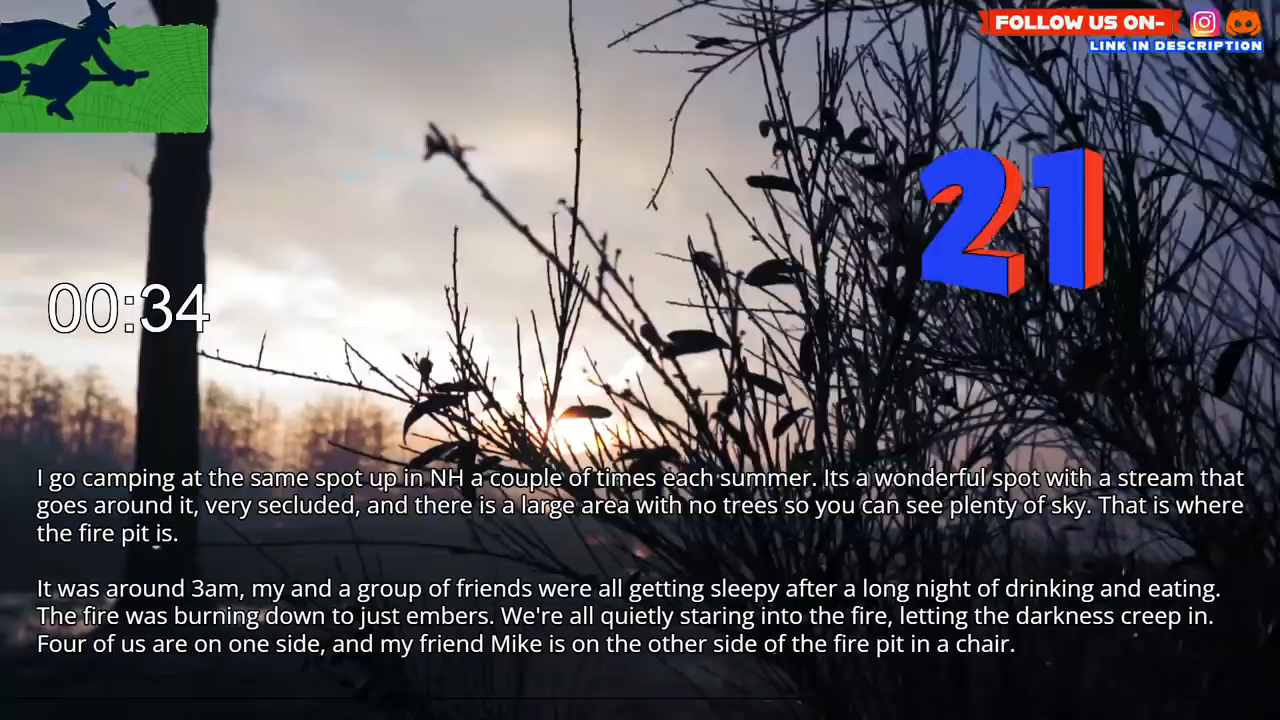 FOLLOW US ON-
LINK IN DESCRIPTION
21
00:34
I go camping at the same spot up in NH a couple of times each summer. Its a wonderful spot with a stream that
goes around it, very secluded, and there is a large area with no trees so you can see plenty of sky. That is where
the fire pit is.
It was around 3am, my and a group of friends were all getting sleepy after a long night of drinking and eating.
The fire was burning down to just embers. We're all quietly staring into the fire, letting the darkness creep in.
Four of us are on one side, and my friend Mike is on the other side of the fire pit in a chair.